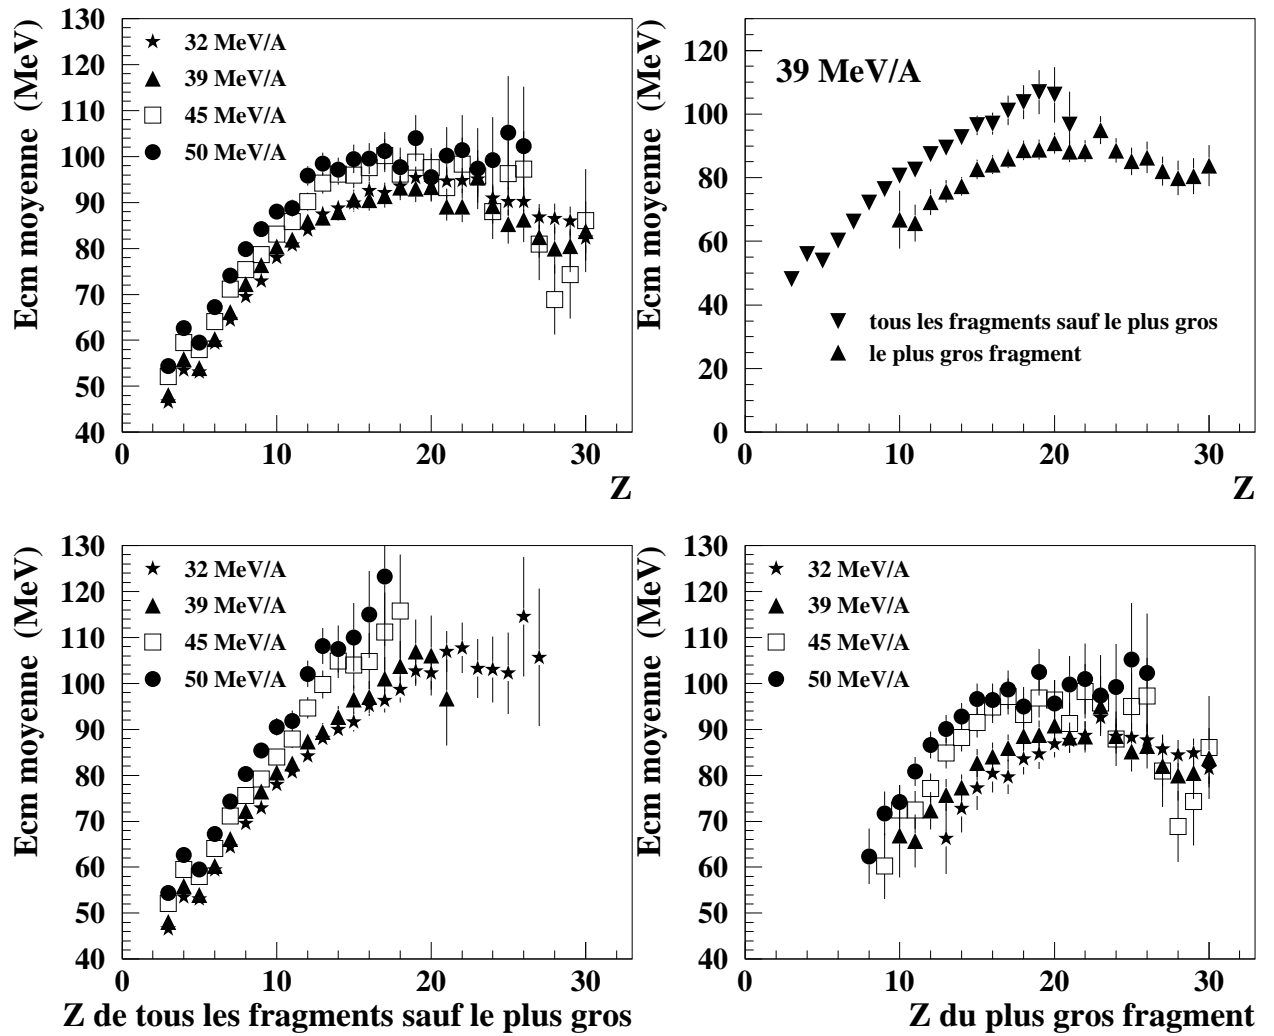 Ecm moyenne (MeV)
130
120
110
100
90
80
70
60
50
40
32 MeV/A
39 MeV/A
45 MeV/A
50 MeV/A
0
10
20
30
Z
Ecm moyenne (MeV)
120
100
80
60
40
20
0
39 MeV/A
tous les fragments sauf le plus gros
le plus gros fragment
0
10
20
30
Z
Ecm moyenne (MeV)
130
120
110
100
90
80
70
60
50
40
32 MeV/A
39 MeV/A
45 MeV/A
50 MeV/A
0
10
20
30
Z de tous les fragments sauf le plus gros
Ecm moyenne (MeV)
130
120
110
100
90
80
70
60
50
40
32 MeV/A
39 MeV/A
45 MeV/A
50 MeV/A
0
10
20
30
Z du plus gros fragment